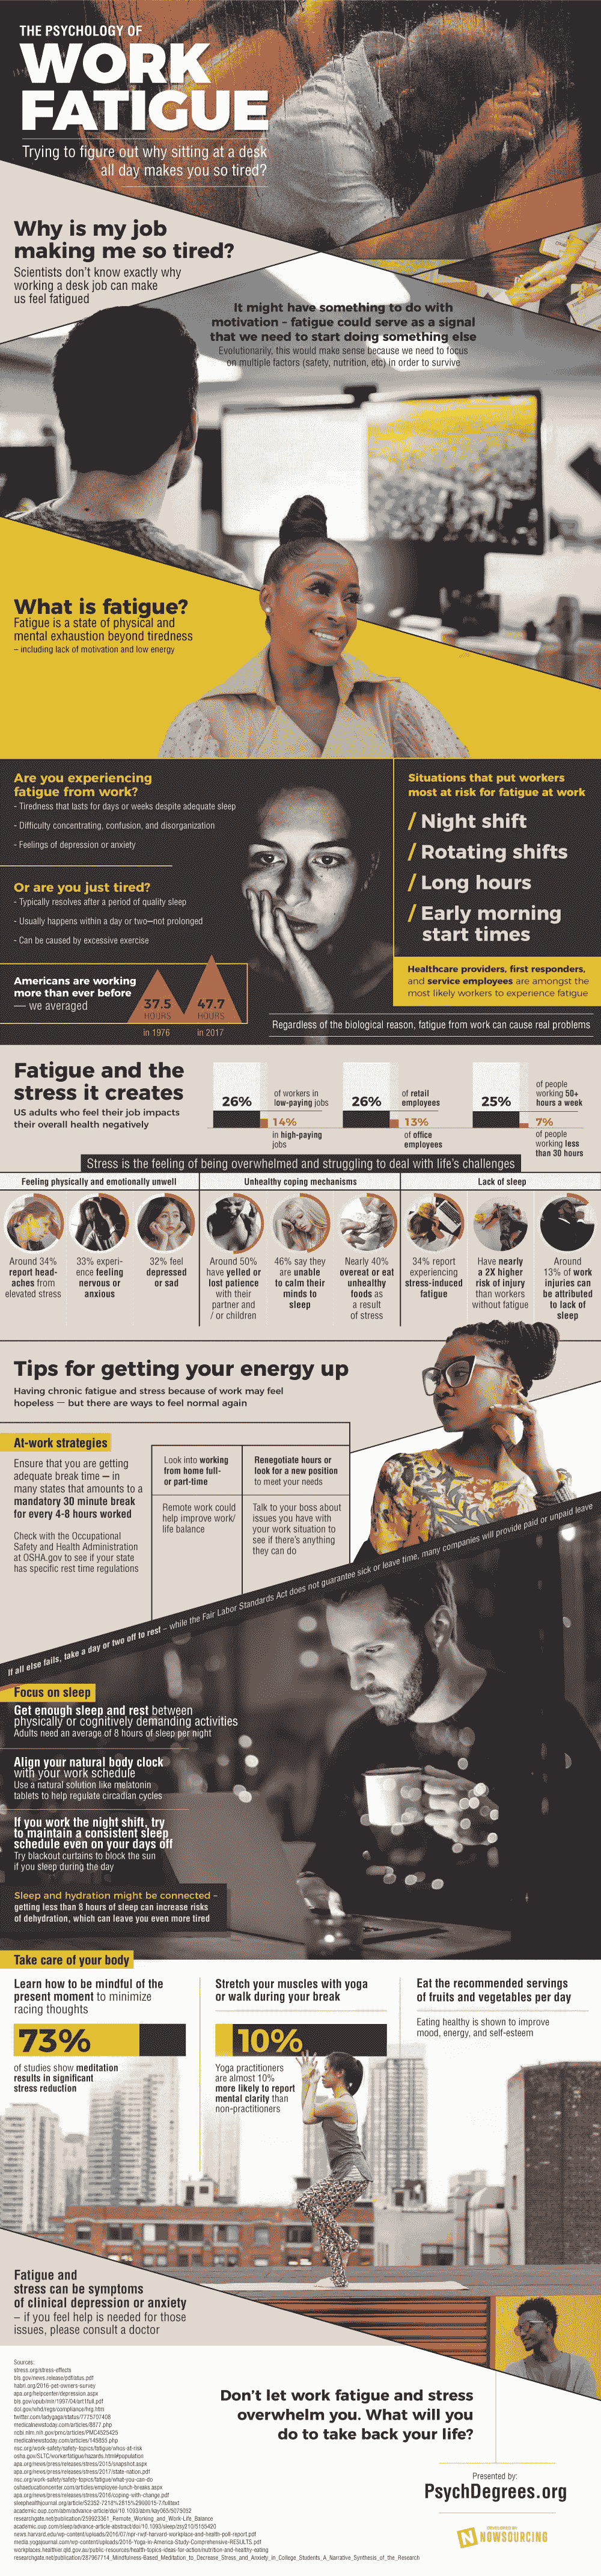 THE PSYCHOLOGY OF
WORK
FATIGUE
Trying to figure out why sitting at a desk
all day makes you so tired?
Why is my job
making me so tired?
Scientists don't know exactly why
working a desk job can make
us feel fatigued
It might have something to do with
motivation – fatigue could serve as a signal
that we need to start doing something else
Evolutionarily, this would make sense because we need to focus
on multiple factors (safety, nutrition, etc) in order to survive
What is fatigue?
Fatigue is a state of physical and
mental exhaustion beyond tiredness
– including lack of motivation and low energy
Are you experiencing
fatigue from work?
- Tiredness that lasts for days or weeks despite adequate sleep
- Difficulty concentrating, confusion, and disorganization
- Feelings of depression or anxiety
Or are you just tired?
- Typically resolves after a period of quality sleep
- Usually happens within a day or two—not prolonged
- Can be caused by excessive exercise
Americans are working
more than ever before
— we averaged
37.5
HOURS
in 1976
47.7
HOURS
in 2017
Situations that put workers
most at risk for fatigue at work
/ Night shift
/ Rotating shifts
/ Long hours
/ Early morning
start times
Healthcare providers, first responders,
and service employees are amongst the
most likely workers to experience fatigue
Regardless of the biological reason, fatigue from work can cause real problems
Fatigue and the
stress it creates
US adults who feel their job impacts
their overall health negatively
26%
of workers in
low-paying jobs
14%
in high-paying
jobs
26%
of retail
employees
13%
of office
employees
25%
of people
working 50+
hours a week
7%
of people
working less
than 30 hours
Stress is the feeling of being overwhelmed and struggling to deal with life's challenges
Feeling physically and emotionally unwell
Around 34%
report head-
aches from
elevated stress
33% experi-
ence feeling
nervous or
anxious
32% feel
depressed
or sad
Unhealthy coping mechanisms
Around 50%
have yelled or
lost patience
with their
partner and
/ or children
46% say they
are unable
to calm their
minds to
sleep
Nearly 40%
overeat or eat
unhealthy
foods as
a result
of stress
Lack of sleep
34% report
experiencing
stress-induced
fatigue
Have nearly
a 2X higher
risk of injury
than workers
without fatigue
Around
13% of work
injuries can
be attributed
to lack of
sleep
Tips for getting your energy up
Having chronic fatigue and stress because of work may feel
hopeless — but there are ways to feel normal again
At-work strategies
Ensure that you are getting
adequate break time – in
many states that amounts to a
mandatory 30 minute break
for every 4-8 hours worked
Check with the Occupational
Safety and Health Administration
at OSHA.gov to see if your state
has specific rest time regulations
Look into working
from home full-
or part-time
Remote work could
help improve work/
life balance
Renegotiate hours or
look for a new position
to meet your needs
Talk to your boss about
issues you have with
your work situation to
see if there's anything
they can do
If all else fails, take a day or two off to rest – while the Fair Labor Standards Act does not guarantee sick or leave time, many companies will provide paid or unpaid leave
Focus on sleep
Get enough sleep and rest between
physically or cognitively demanding activities
Adults need an average of 8 hours of sleep per night
Align your natural body clock
with your work schedule
Use a natural solution like melatonin
tablets to help regulate circadian cycles
If you work the night shift, try
to maintain a consistent sleep
schedule even on your days off
Try blackout curtains to block the sun
if you sleep during the day
Sleep and hydration might be connected –
getting less than 8 hours of sleep can increase risks
of dehydration, which can leave you even more tired
Take care of your body
Learn how to be mindful of the
present moment to minimize
racing thoughts
73%
of studies show meditation
results in significant
stress reduction
Stretch your muscles with yoga
or walk during your break
10%
Yoga practitioners
are almost 10%
more likely to report
mental clarity than
non-practitioners
Eat the recommended servings
of fruits and vegetables per day
Eating healthy is shown to improve
mood, energy, and self-esteem
Fatigue and
stress can be symptoms
of clinical depression or anxiety
– if you feel help is needed for those
issues, please consult a doctor
Sources:
stress.org/stress-effects
Don't let work fatigue and stress
overwhelm you. What will you
do to take back your life?
Presented by:
PsychDegrees.org
DEVELOPED BY
NOWSOURCING